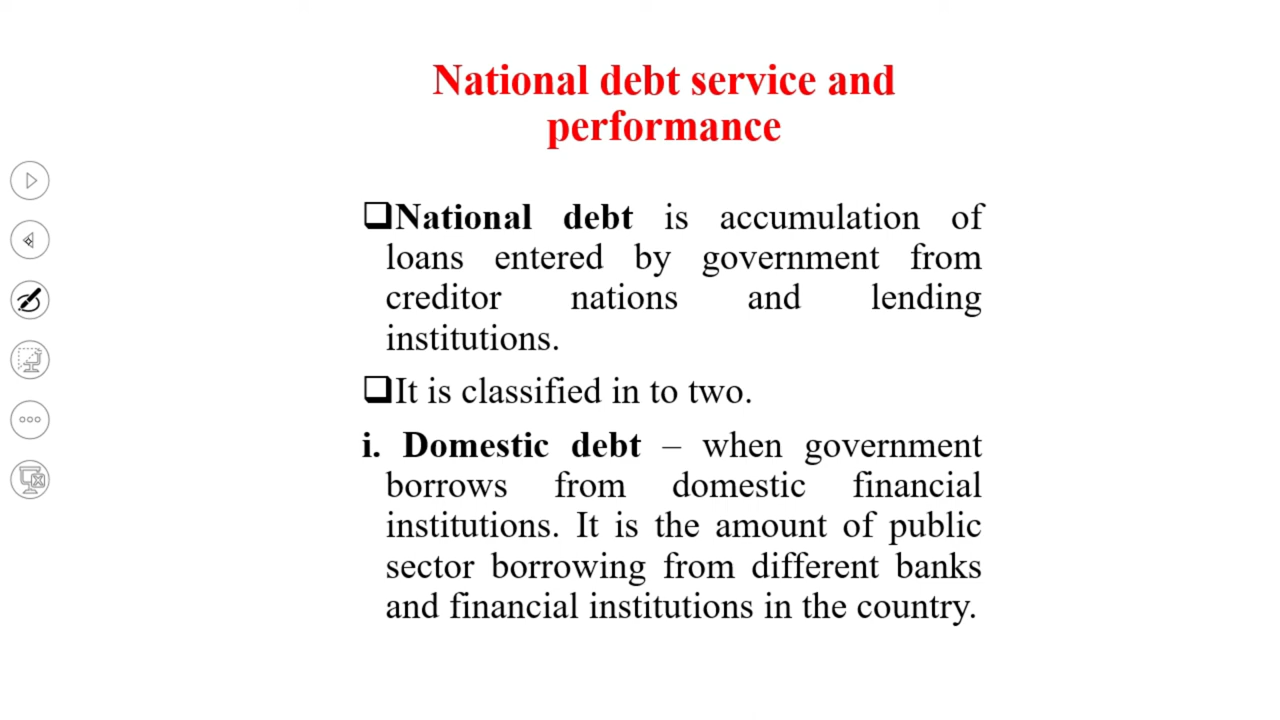 National debt service and
performance
❑National debt is accumulation of
loans entered by government from
creditor nations and lending
institutions.
❑It is classified in to two.
i. Domestic debt – when government
borrows from domestic financial
institutions. It is the amount of public
sector borrowing from different banks
and financial institutions in the country.